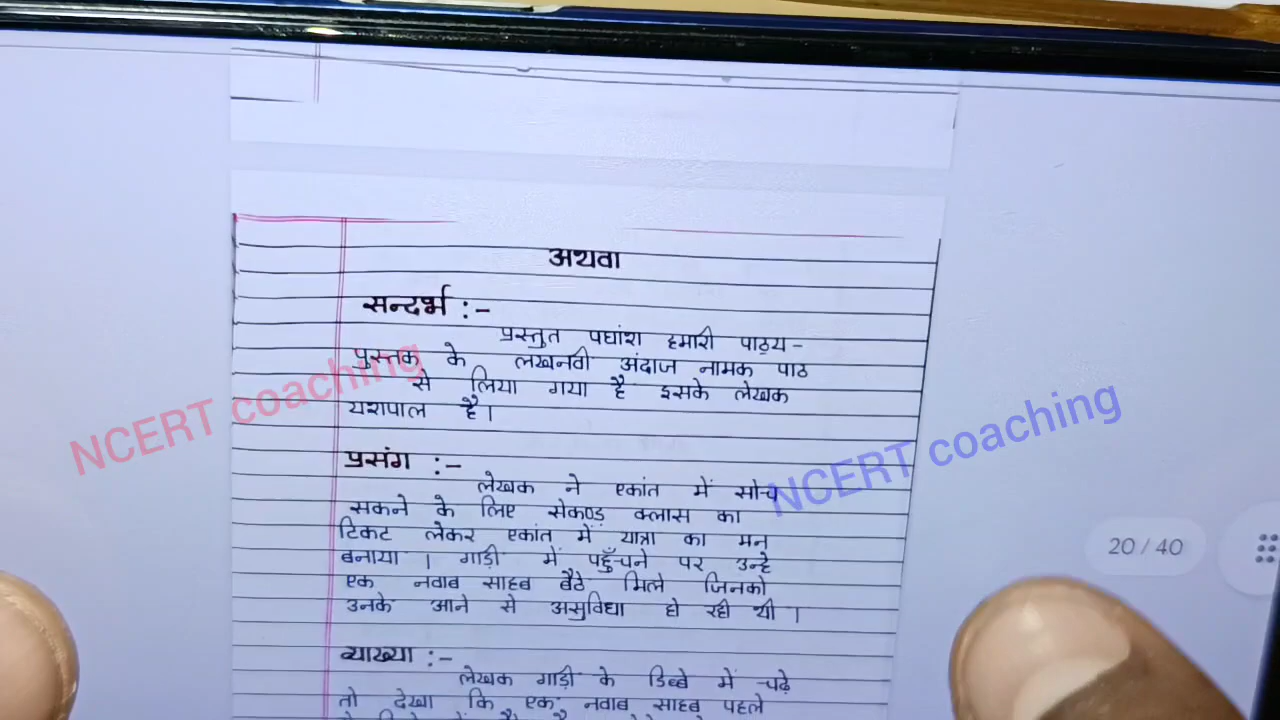 अथवा
सन्दर्भ :-
प्रस्तुत पघांश हमारी पाठ्य-
पुस्तक के लखनवी अंदाज नामक पाठ
से लिया गया है इसके लेखक
यशपाल है।
प्रसंग :-
लेखक ने एकांत में सोच
सकने के लिए सेकण्ड क्लास का
टिकट लेकर एकांत में यात्रा का मन
बनाया । गाड़ी में पहुँचने पर उन्हे
एक नवाब साहब बैठे मिले जिनको
उनके आने से असुविधा हो रही थी ।
व्याख्या :-
लेखक गाड़ी के डिब्बे में चढ़े
तो देखा कि एक नवाब साहब पहले
NCERT coaching
NCERT coaching
20 / 40